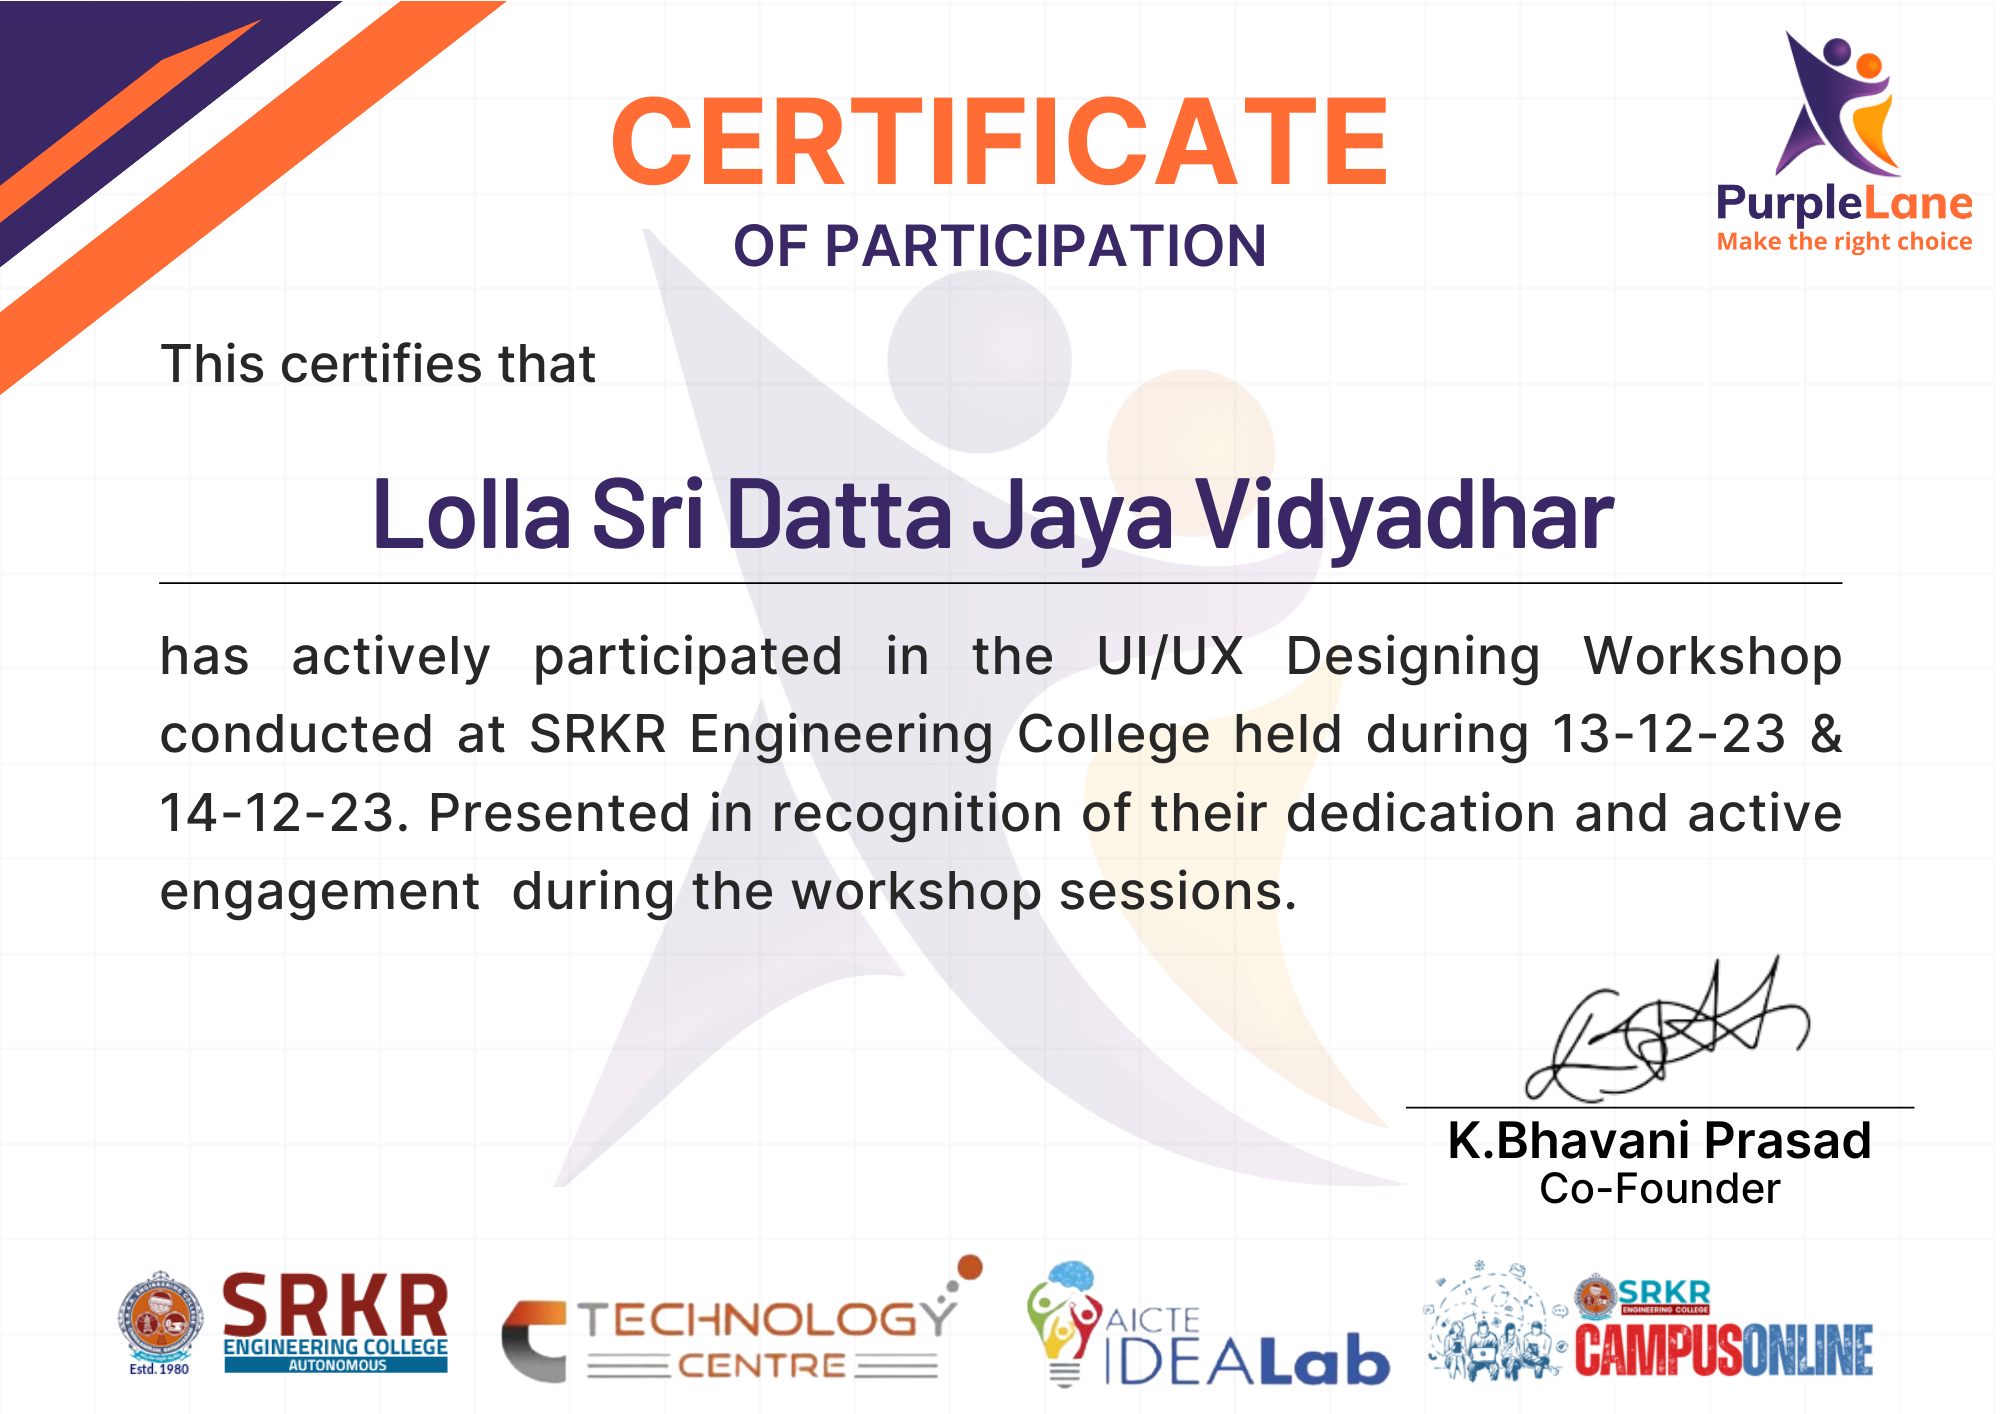 CERTIFICATE
OF PARTICIPATION
PurpleLane
Make the right choice
This certifies that
Lolla Sri Datta Jaya Vidyadhar
has actively participated in the UI/UX Designing Workshop
conducted at SRKR Engineering College held during 13-12-23 &
14-12-23. Presented in recognition of their dedication and active
engagement during the workshop sessions.
K.Bhavani Prasad
Co-Founder
Estd. 1980
SRKR
ENGINEERING COLLEGE
AUTONOMOUS
TECHNOLOGY
CENTRE
AICTE
IDEALab
SRKR
ENGINEERING COLLEGE
CAMPUSONLINE